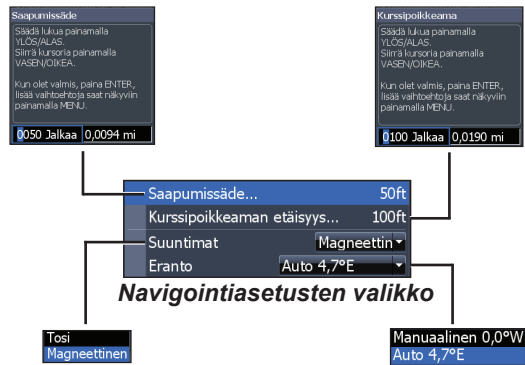 Saapumissäde
Säädä lukua painamalla
YLÖS/ALAS.
Siirrä kursoria painamalla
VASEN/OIKEA.
Kun olet valmis, paina ENTER,
lisää vaihtoehtoja saat näkyviin
painamalla MENU.
0050 Jalkaa 0,0094 mi
Kurssipoikkeama
Säädä lukua painamalla
YLÖS/ALAS.
Siirrä kursoria painamalla
VASEN/OIKEA.
Kun olet valmis, paina ENTER,
lisää vaihtoehtoja saat näkyviin
painamalla MENU.
0100 Jalkaa 0,0190 mi
Saapumissäde... 50ft
Kurssipoikkeaman etäisyys... 100ft
Suuntimat Magneettin
Eranto Auto 4,7°E
Navigointiasetusten valikko
Tosi
Magneettinen
Manuaalinen 0,0°W
Auto 4,7°E